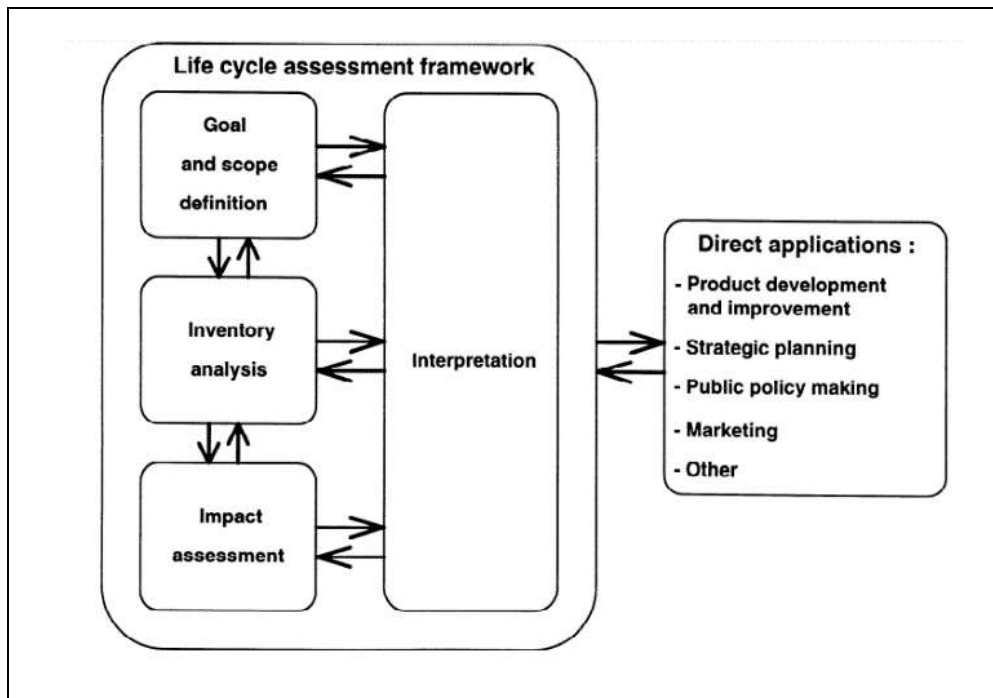 Life cycle assessment framework
Goal
and scope
definition
Inventory
analysis
Impact
assessment
Interpretation
Direct applications :
- Product development
and improvement
- Strategic planning
- Public policy making
- Marketing
- Other